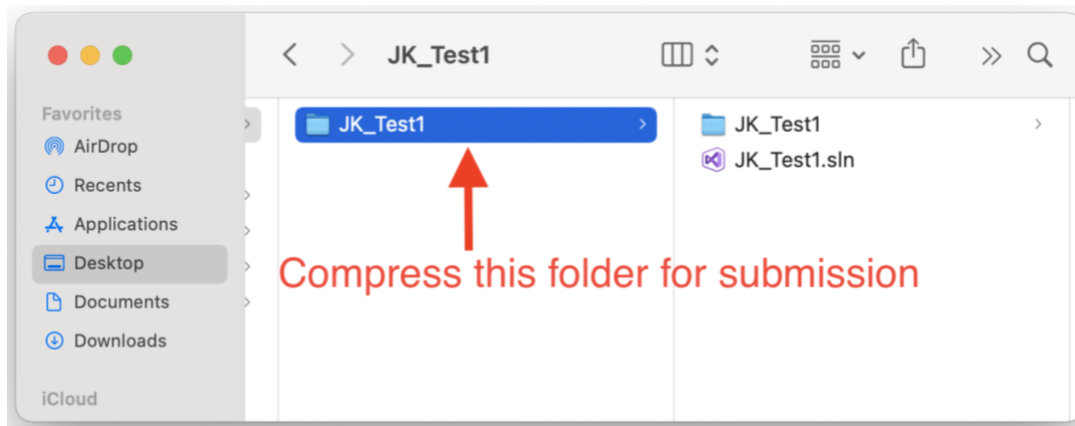 JK_Test1
Favorites
AirDrop
Recents
Applications
Desktop
Documents
Downloads
iCloud
JK_Test1
JK_Test1
JK_Test1.sln
Compress this folder for submission